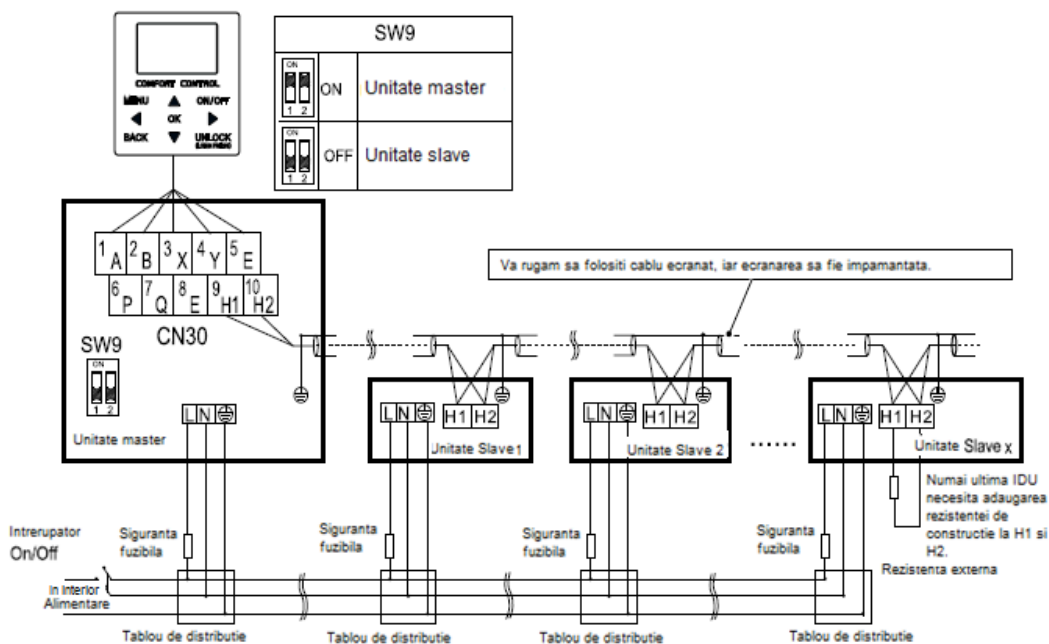 SW9
COMFORT CONTROL
MENU ON/OFF
OK
BACK UNLOCK
ON
1 2
ON
Unitate master
ON
1 2
OFF
Unitate slave
1 A 2 B 3 X 4 Y 5 E
6 P 7 Q 8 E 9 H1 10 H2
CN30
Va rugam sa folositi cablu ecranat, iar ecranarea sa fie impamantata.
SW9
ON
1 2
L N
Unitate master
L N
H1 H2
Unitate Slave 1
L N
H1 H2
Unitate Slave 2
......
L N
H1 H2
Unitate Slave x
Numai ultima IDU
necesita adaugarea
rezistentei de
constructie la H1 si
H2.
Rezistenta externa
Intrerupator
On/Off
Siguranta
fuzibila
Siguranta
fuzibila
Siguranta
fuzibila
Siguranta
fuzibila
In Interior
Alimentare
Tablou de distributie
Tablou de distributie
Tablou de distributie
Tablou de distributie